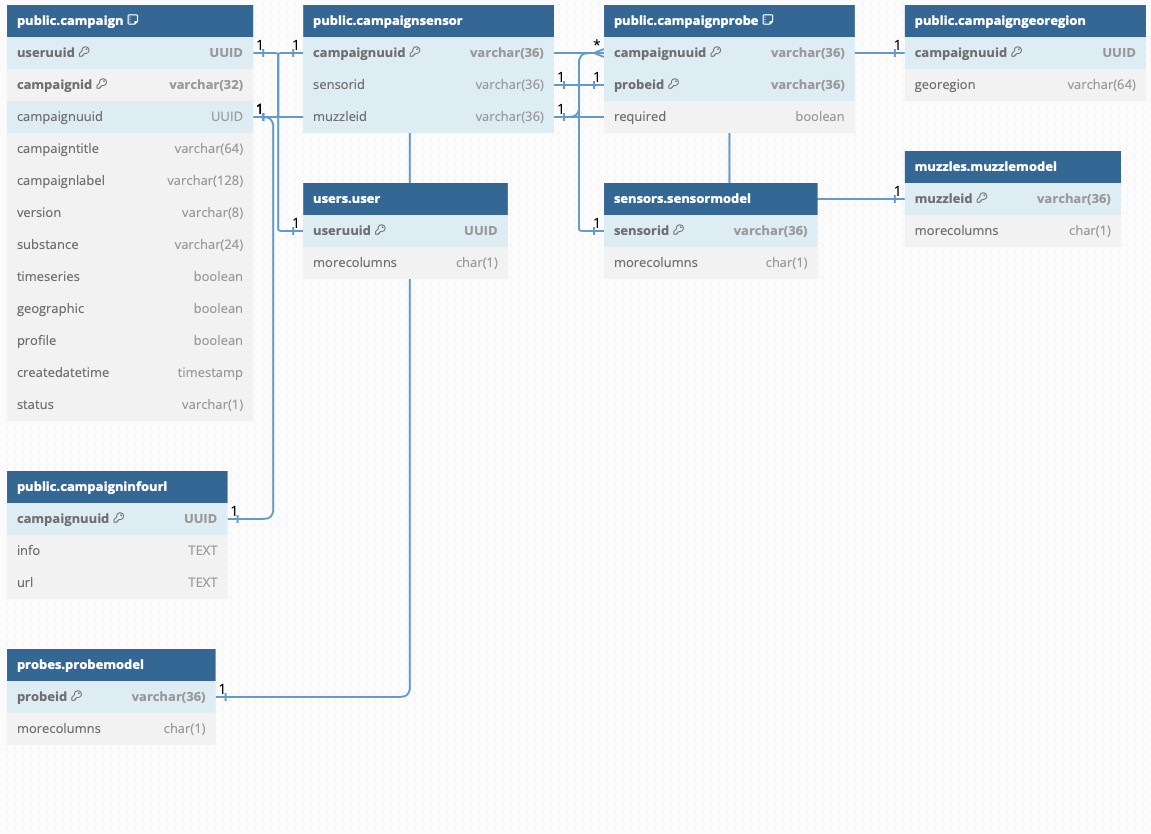 public.campaign
useruuid UUID
campaignid varchar(32)
campaignuuid UUID
campaigntitle varchar(64)
campaignlabel varchar(128)
version varchar(8)
substance varchar(24)
timeseries boolean
geographic boolean
profile boolean
createdatetime timestamp
status varchar(1)
1
1
public.campaignsensor
campaignuuid varchar(36)
sensorid varchar(36)
muzzleid varchar(36)
1
1
1
public.campaignprobe
campaignuuid varchar(36)
probeid varchar(36)
required boolean
*
1
public.campaigngeoregion
campaignuuid UUID
georegion varchar(64)
1
users.user
useruuid UUID
morecolumns char(1)
1
sensors.sensormodel
sensorid varchar(36)
morecolumns char(1)
1
muzzles.muzzlemodel
muzzleid varchar(36)
morecolumns char(1)
1
public.campaigninfourl
campaignuuid UUID
info TEXT
url TEXT
1
probes.probemodel
probeid varchar(36)
morecolumns char(1)
1